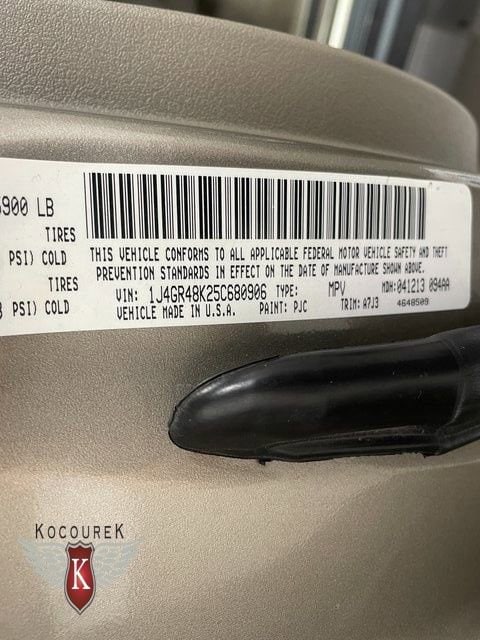 900 LB
TIRES
PSI) COLD
TIRES
PSI) COLD
THIS VEHICLE CONFORMS TO ALL APPLICABLE FEDERAL MOTOR VEHICLE SAFETY AND THEFT
PREVENTION STANDARDS IN EFFECT ON THE DATE OF MANUFACTURE SHOWN ABOVE.
VIN: 1J4GR48K25C680906 TYPE: MPV MDH:041213 094AA
VEHICLE MADE IN U.S.A. PAINT: PJC TRIM: A7J3 4648509
KOCOUREK
K